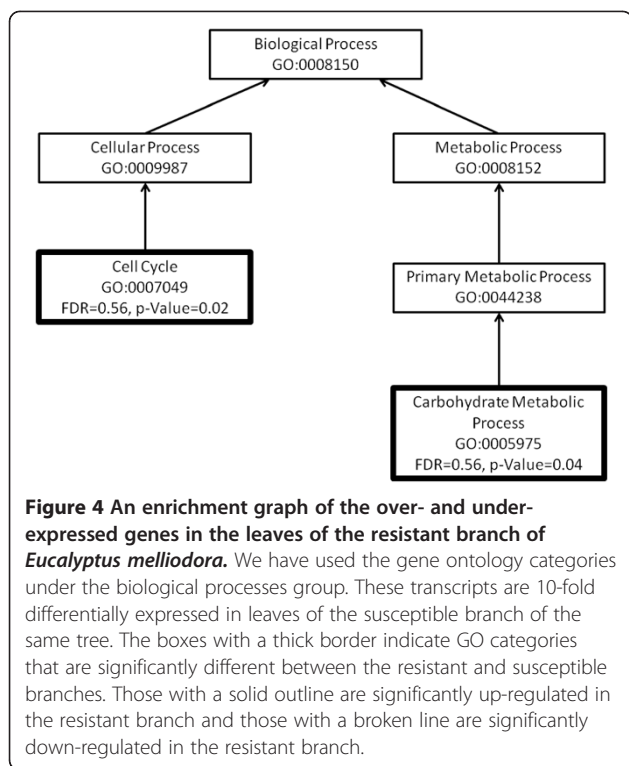 Biological Process
GO:0008150
Cellular Process
GO:0009987
Metabolic Process
GO:0008152
Cell Cycle
GO:0007049
FDR=0.56, p-Value=0.02
Primary Metabolic Process
GO:0044238
Carbohydrate Metabolic
Process
GO:0005975
FDR=0.56, p-Value=0.04
Figure 4 An enrichment graph of the over- and under-
expressed genes in the leaves of the resistant branch of
Eucalyptus melliodora. We have used the gene ontology categories
under the biological processes group. These transcripts are 10-fold
differentially expressed in leaves of the susceptible branch of the
same tree. The boxes with a thick border indicate GO categories
that are significantly different between the resistant and susceptible
branches. Those with a solid outline are significantly up-regulated in
the resistant branch and those with a broken line are significantly
down-regulated in the resistant branch.